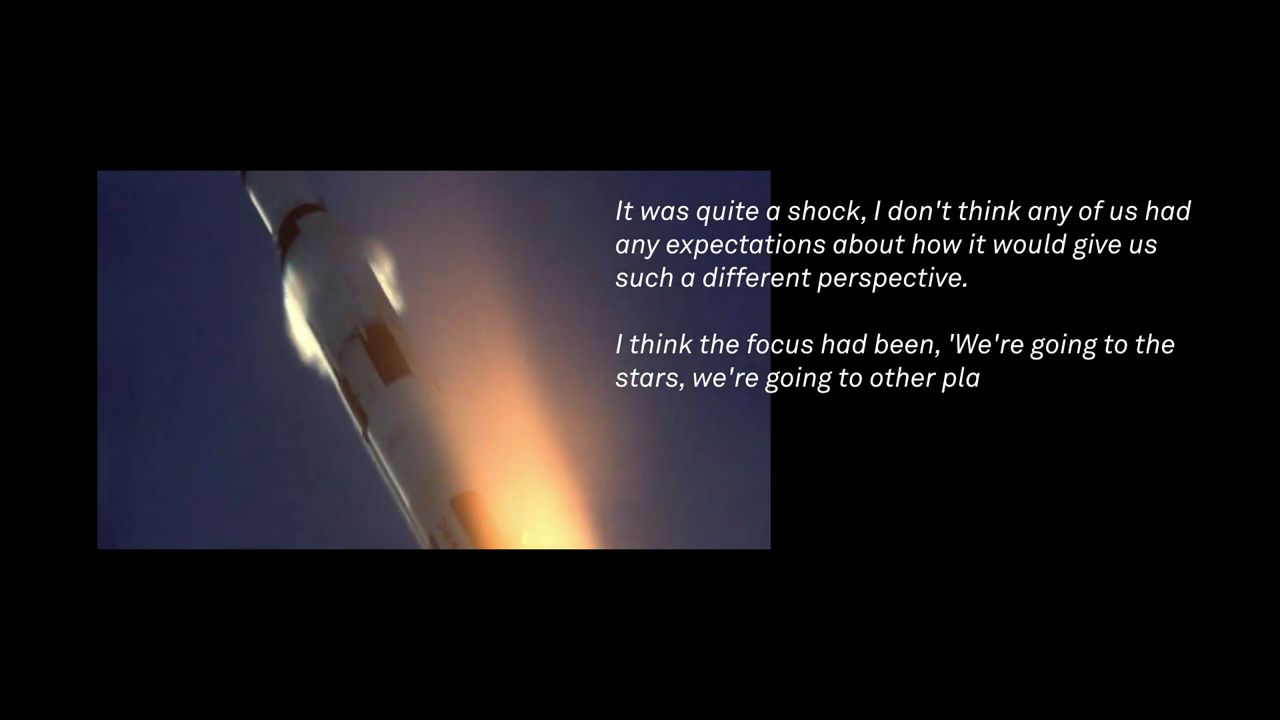 It was quite a shock, I don't think any of us had
any expectations about how it would give us
such a different perspective.
I think the focus had been, 'We're going to the
stars, we're going to other pla